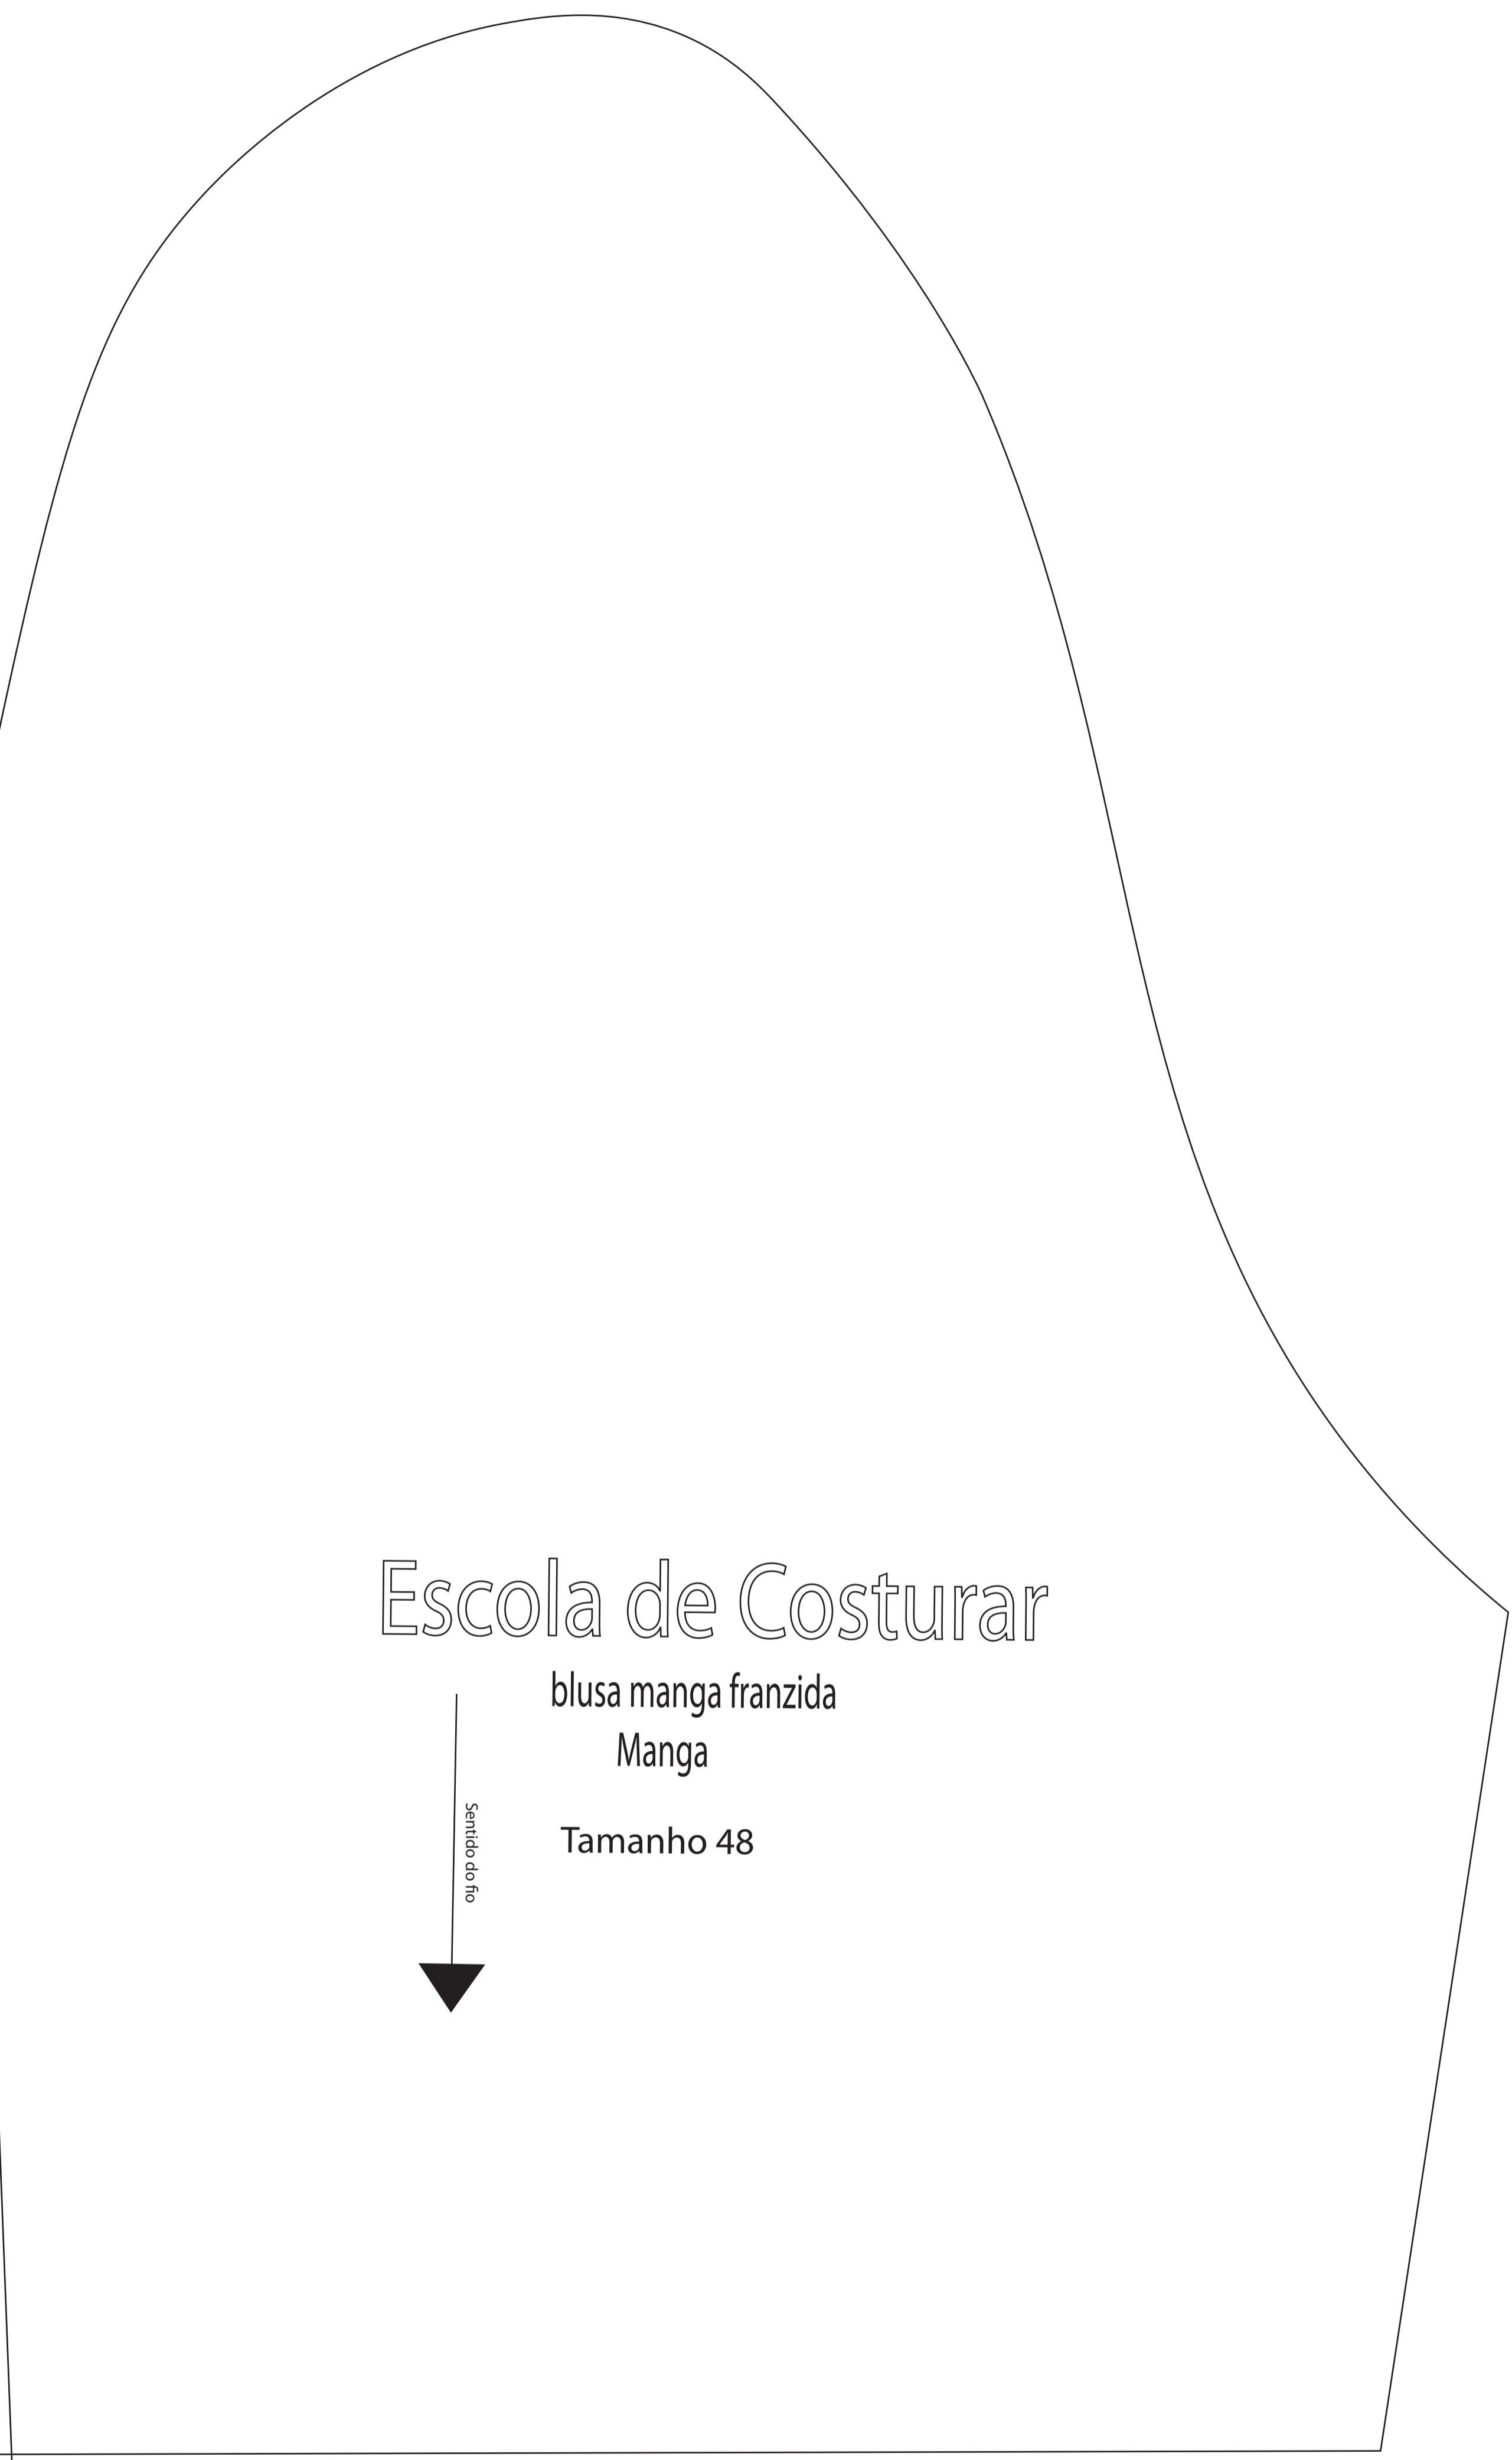 Escola de Costurar
blusa manga franzida
Manga
Sentido do fio
Tamanho 48